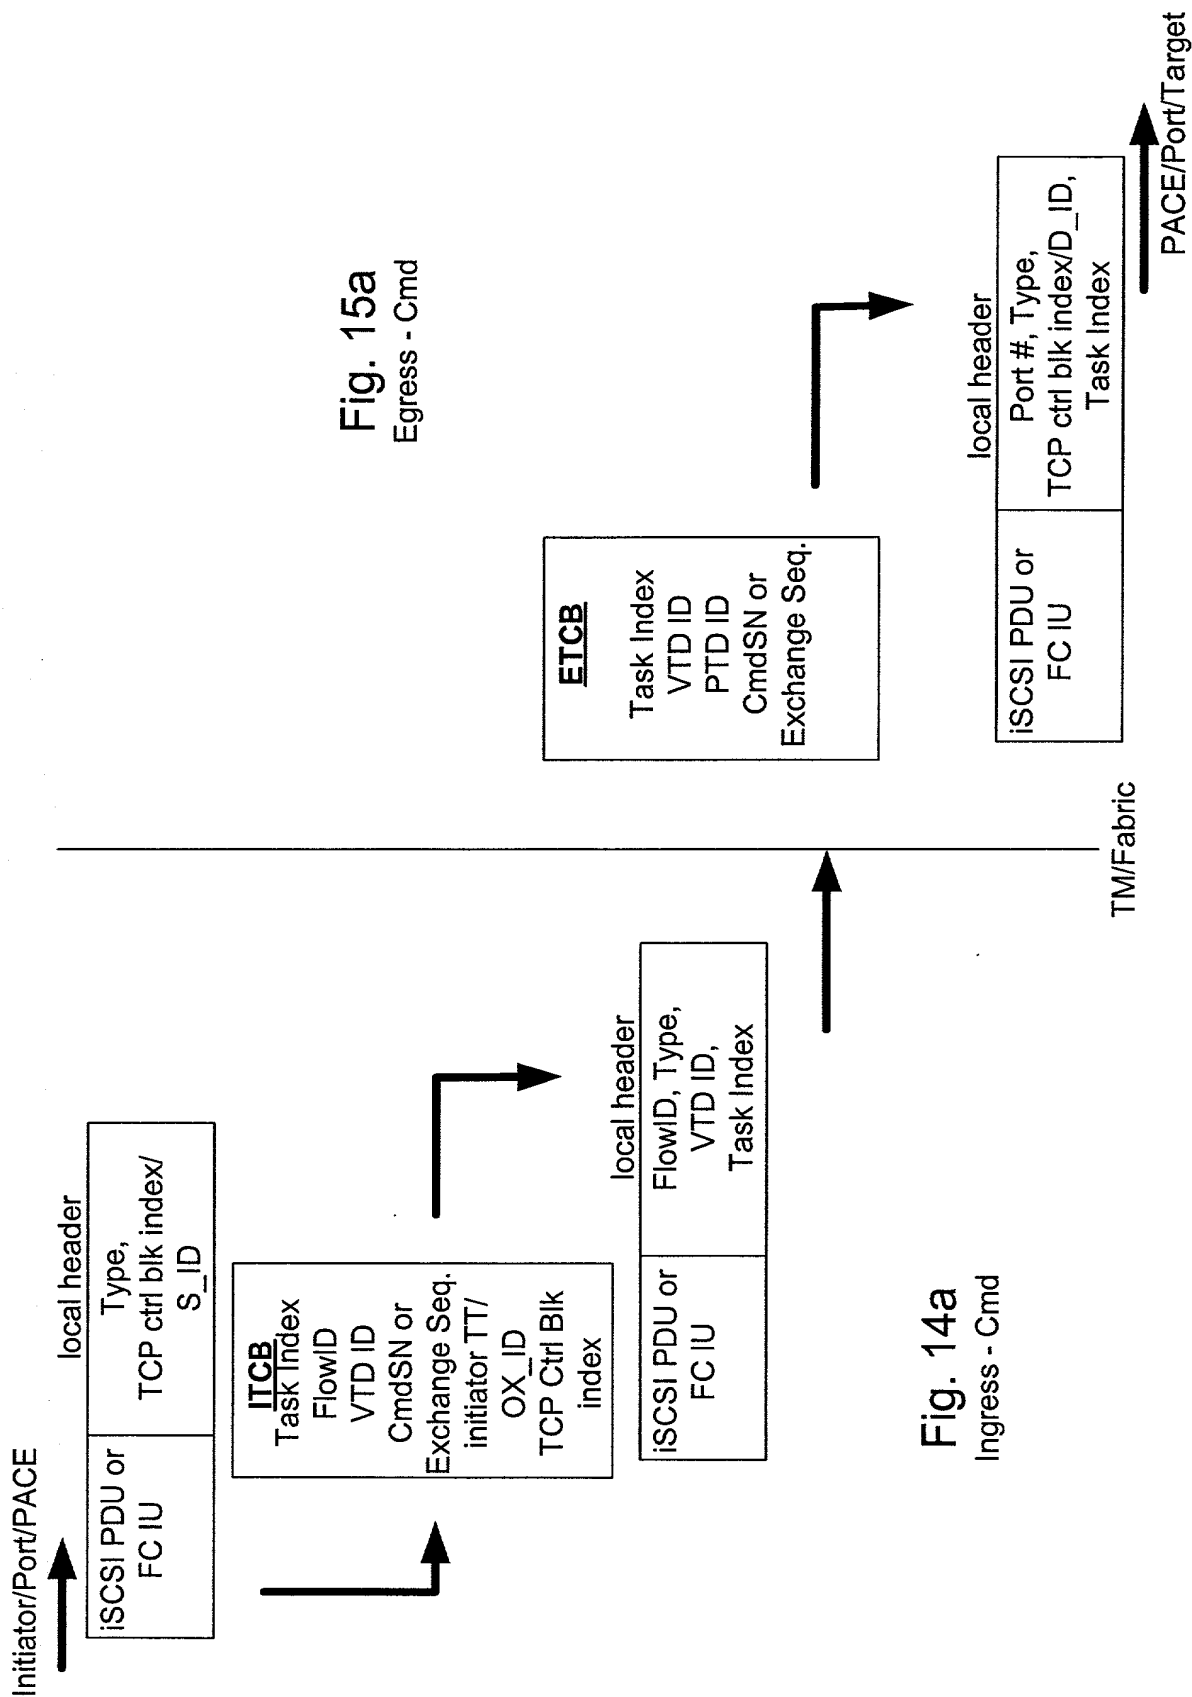 Initiator/Port/PACE
local header
iSCSI PDU or
FC IU
Type,
TCP ctrl blk index/
S_ID
ITCB
Task Index
FlowID
VTD ID
CmdSN or
Exchange Seq.
initiator TT/
OX_ID
TCP Ctrl Blk
index
local header
iSCSI PDU or
FC IU
FlowID, Type,
VTD ID,
Task Index
Fig. 14a
Ingress - Cmd
TM/Fabric
Fig. 15a
Egress - Cmd
ETCB
Task Index
VTD ID
PTD ID
CmdSN or
Exchange Seq.
local header
iSCSI PDU or
FC IU
Port #, Type,
TCP ctrl blk index/D_ID,
Task Index
PACE/Port/Target